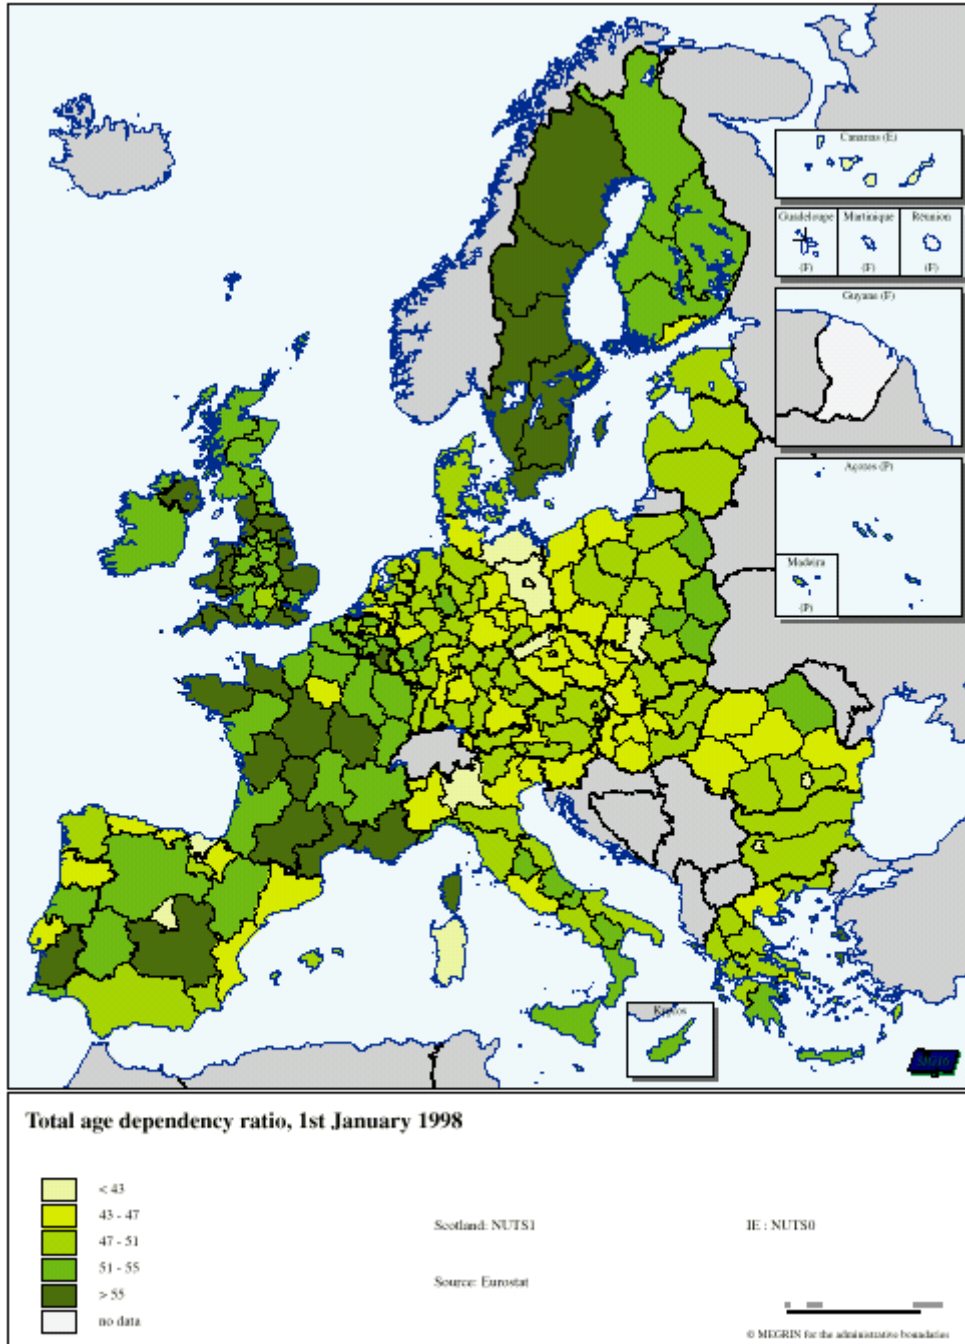 Canarias (E)
Guadeloupe Martinique Réunion
(F) (F) (F)
Guyane (F)
Açores (P)
Madeira
(P)
Kypros
Total age dependency ratio, 1st January 1998
< 43
43 - 47
47 - 51
51 - 55
> 55
no data
Scotland: NUTS1
IE : NUTS0
Source: Eurostat
© MEGRIN for the administrative boundaries